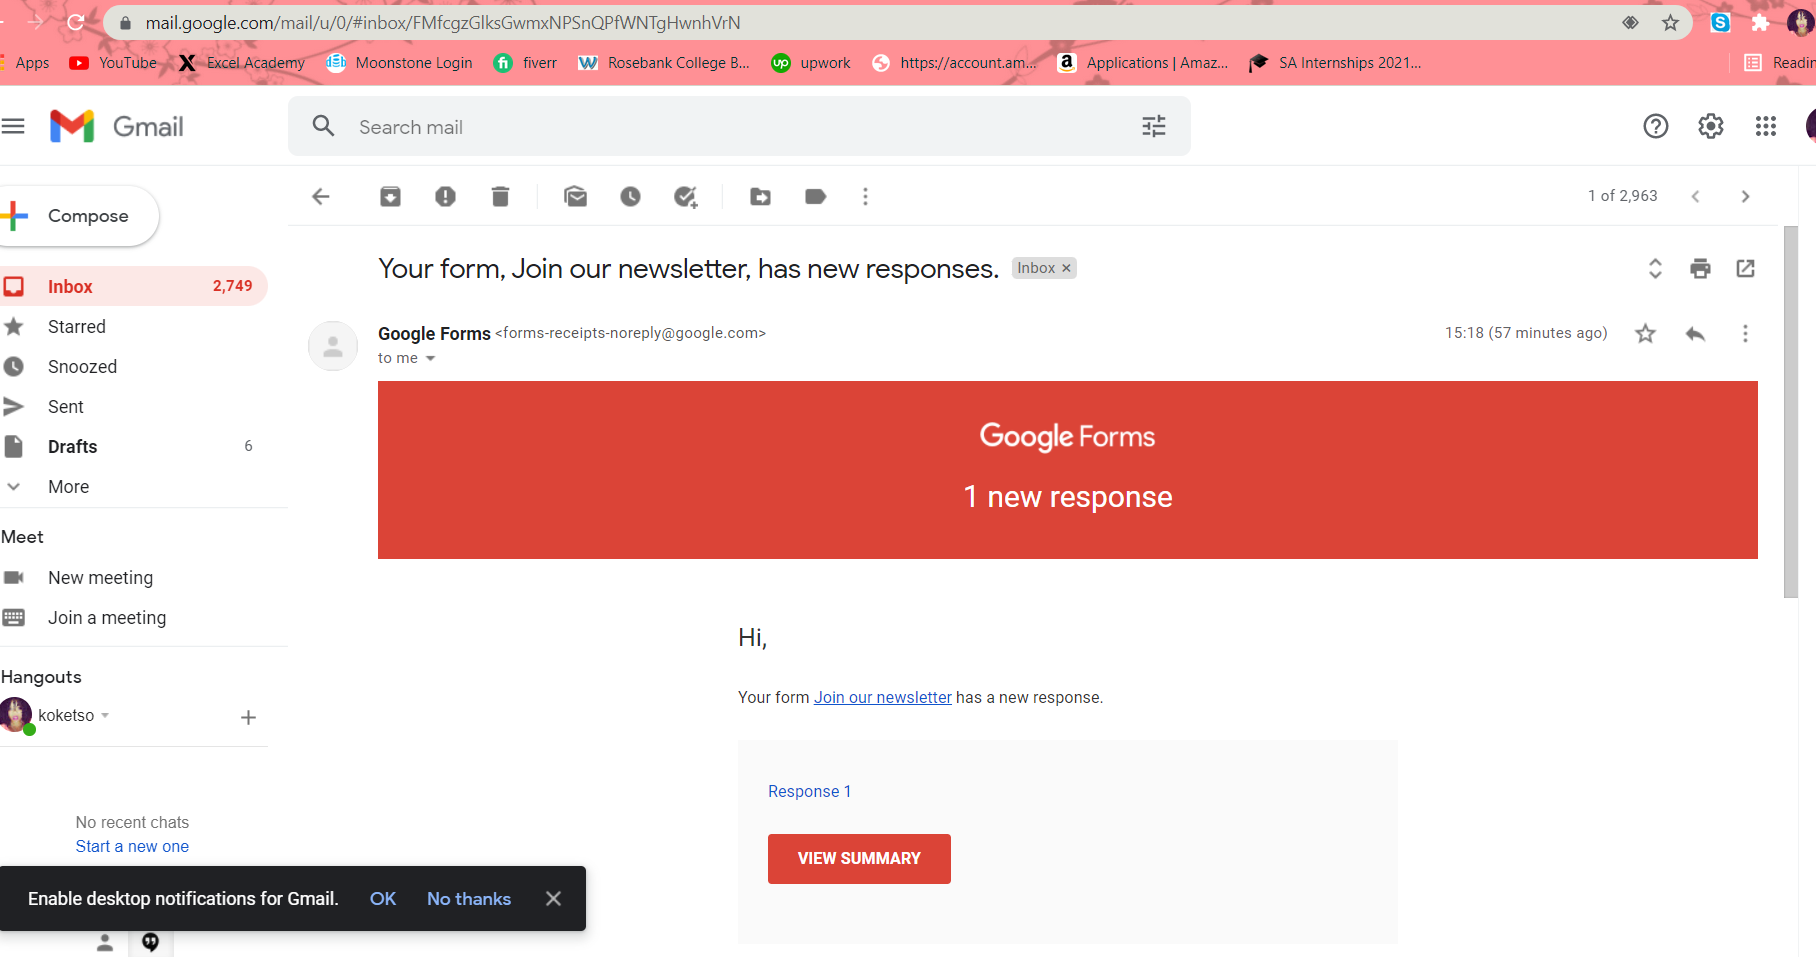 mail.google.com/mail/u/0/#inbox/FMfcgzGlksGwmxNPSnQPfWNTgHwnhVrN
Apps YouTube Excel Academy Moonstone Login fiverr Rosebank College B... upwork https://account.am... Applications | Amaz... SA Internships 2021... Readin
Gmail Search mail
1 of 2,963
Compose
Your form, Join our newsletter, has new responses. Inbox ×
Inbox 2,749
Starred
Google Forms <forms-receipts-noreply@google.com> 15:18 (57 minutes ago)
to me
Snoozed
Sent
Drafts 6
More
Google Forms
1 new response
Meet
New meeting
Join a meeting
Hi,
Hangouts
koketso
Your form Join our newsletter has a new response.
Response 1
No recent chats
Start a new one
VIEW SUMMARY
Enable desktop notifications for Gmail. OK No thanks